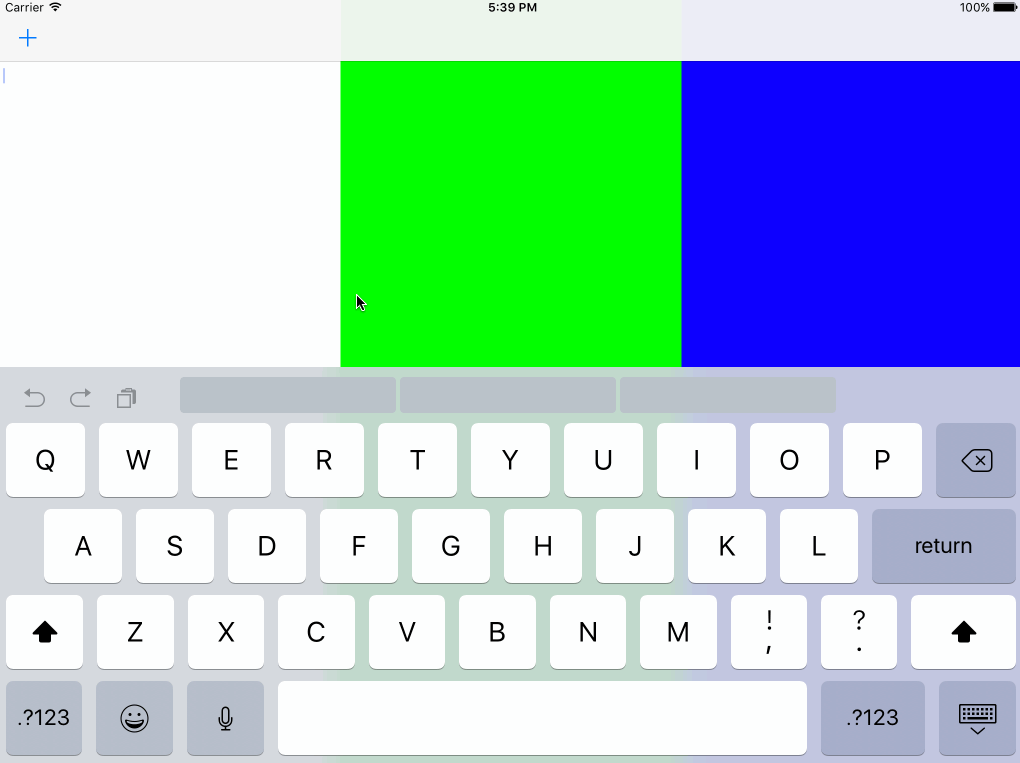 Carrier 5:39 PM 100%
Q W E R T Y U I O P
A S D F G H J K L return
Z X C V B N M ! , ? .
.?123 .?123